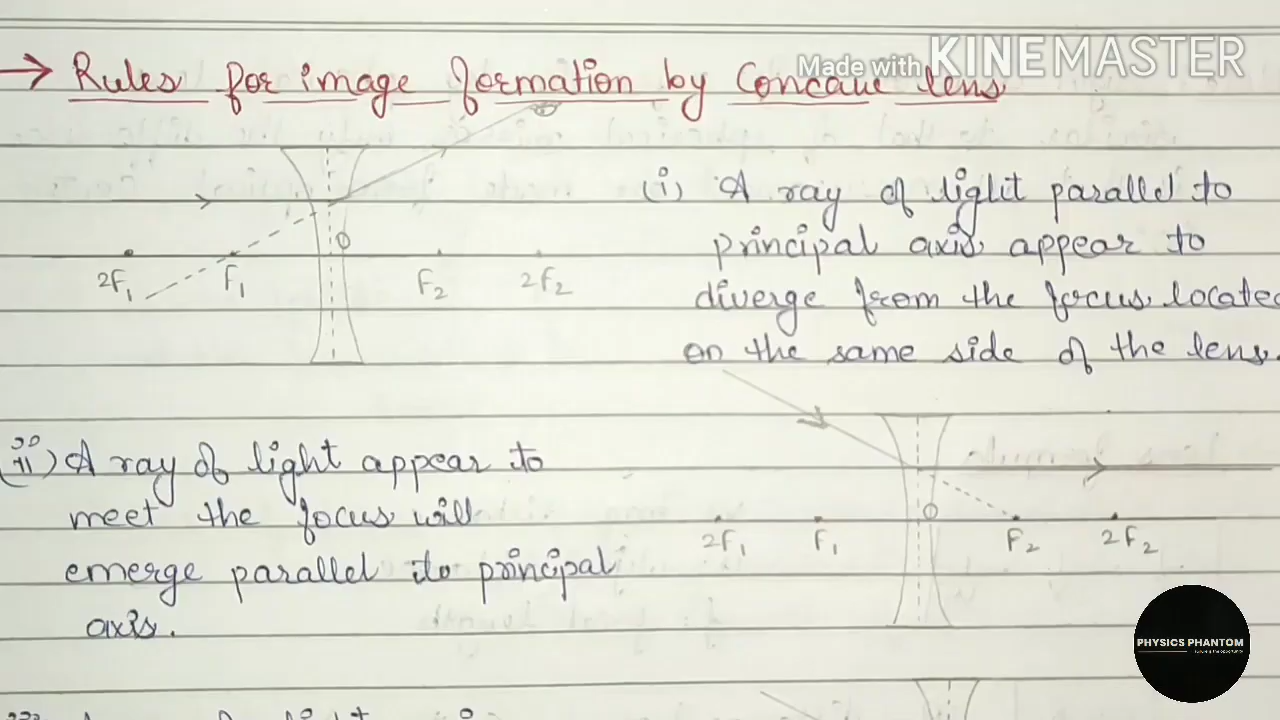 Made with KINEMASTER
→ Rules for image formation by Concave lens
(i) A ray of light parallel to
principal axis appear to
diverge from the focus located
on the same side of the lens.
O
2F₁ F₁ F₂ 2F₂
(ii) A ray of light appear to
meet the focus will
emerge parallel to principal
axis.
O
2F₁ F₁ F₂ 2F₂
PHYSICS PHANTOM